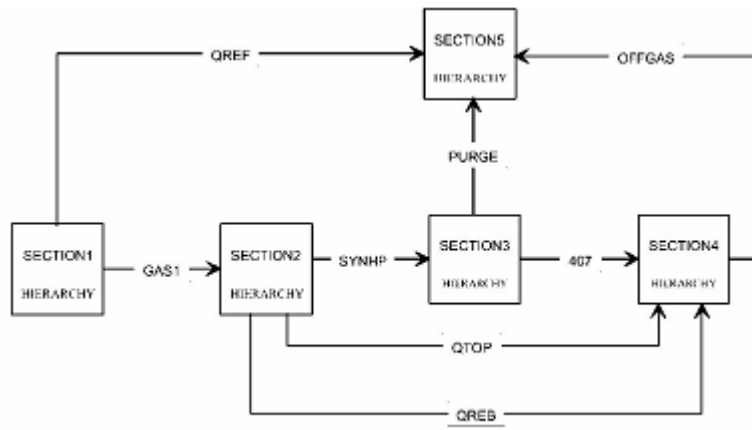 SECTION5
HIERARCHY
QREF
OFFGAS
PURGE
SECTION1
HIERARCHY
GAS1
SECTION2
HIERARCHY
SYNHP
SECTION3
HIERARCHY
407
SECTION4
HIERARCHY
QTOP
QREB